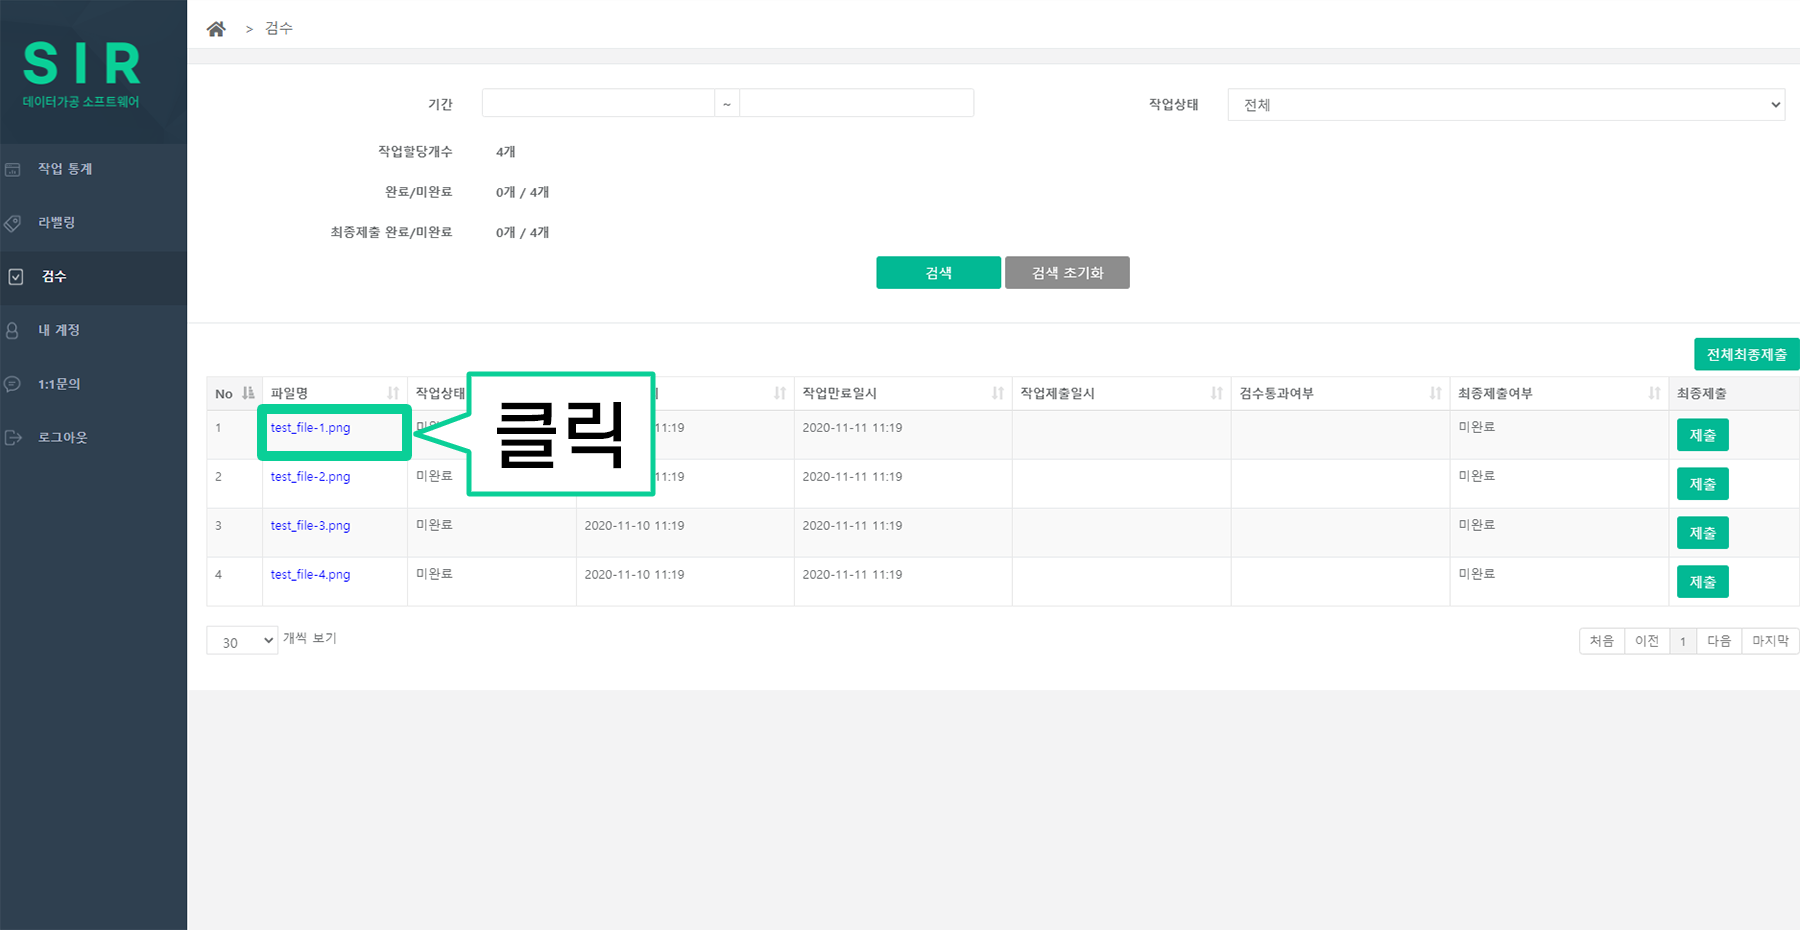 SIR
데이터가공 소프트웨어
작업 통계
라벨링
검수
내 계정
1:1문의
로그아웃
> 검수
기간 ~ 작업상태 전체
작업할당개수 4개
완료/미완료 0개 / 4개
최종제출 완료/미완료 0개 / 4개
검색 검색 초기화
전체최종제출
No 파일명 작업상태 작업만료일시 작업제출일시 검수통과여부 최종제출여부 최종제출
1 test_file-1.png 11:19 2020-11-11 11:19 미완료 제출
클릭
2 test_file-2.png 미완료 11:19 2020-11-11 11:19 미완료 제출
3 test_file-3.png 미완료 2020-11-10 11:19 2020-11-11 11:19 미완료 제출
4 test_file-4.png 미완료 2020-11-10 11:19 2020-11-11 11:19 미완료 제출
30 개씩 보기
처음 이전 1 다음 마지막